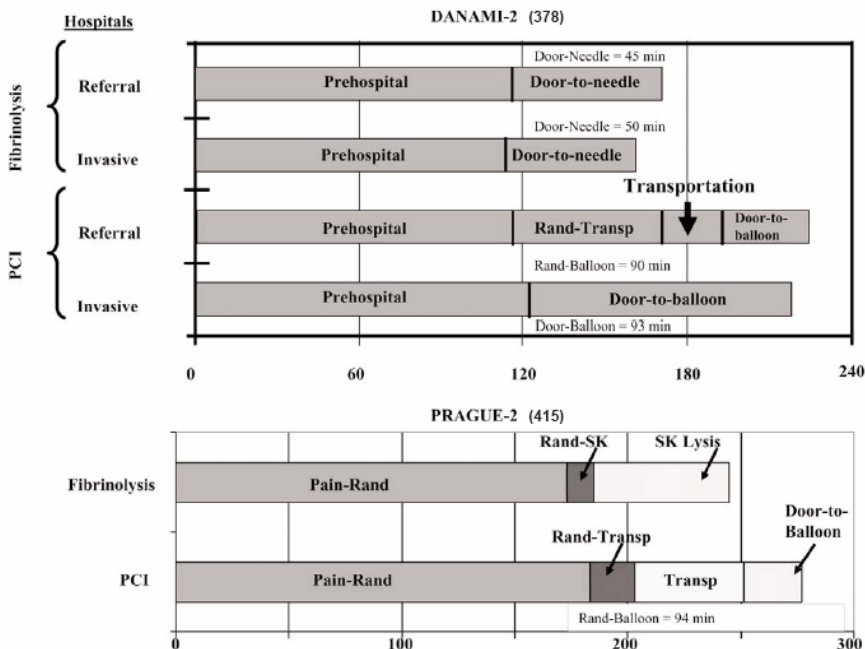 Hospitals
DANAMI-2 (378)
Fibrinolysis
Referral
Door-Needle = 45 min
Prehospital
Door-to-needle
Door-Needle = 50 min
Invasive
Prehospital
Door-to-needle
Transportation
PCI
Referral
Prehospital
Rand-Transp
Door-to-
balloon
Rand-Balloon = 90 min
Invasive
Prehospital
Door-to-balloon
Door-Balloon = 93 min
0 60 120 180 240
PRAGUE-2 (415)
Rand-SK
SK Lysis
Fibrinolysis
Pain-Rand
Door-to-
Balloon
Rand-Transp
PCI
Pain-Rand
Transp
Rand-Balloon = 94 min
0 100 200 300